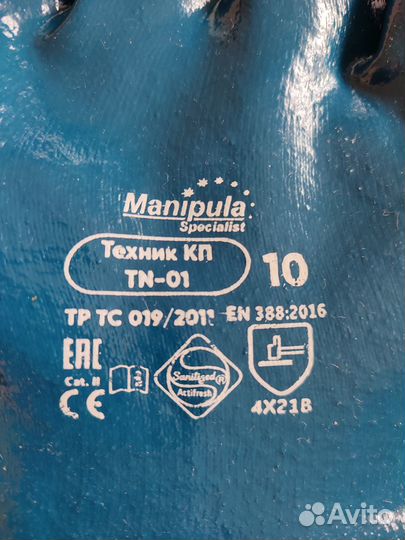 Manipula
Specialist
Техник КП
TN-01
10
ТР ТС 019/2011
EN 388:2016
EAC
Cat. II
CE
Sanitized®
Actifresh
4X21B
Avito